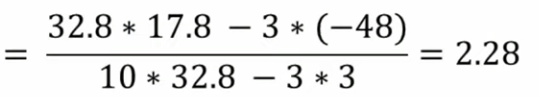 = 32.8 * 17.8 − 3 * (−48) = 2.28
10 * 32.8 − 3 * 3